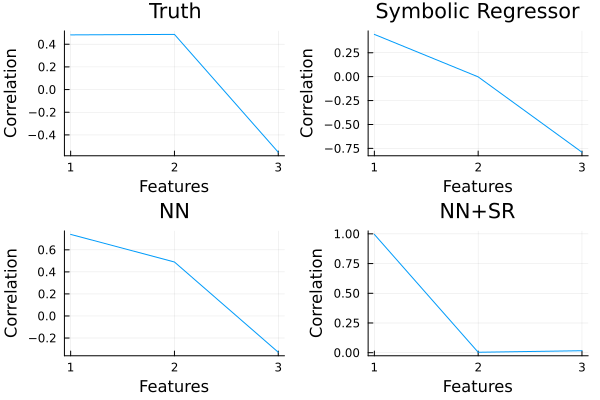 Truth
Correlation
0.4
0.2
0.0
−0.2
−0.4
1 2 3
Features
Symbolic Regressor
Correlation
0.25
0.00
−0.25
−0.50
−0.75
1 2 3
Features
NN
Correlation
0.6
0.4
0.2
0.0
−0.2
1 2 3
Features
NN+SR
Correlation
1.00
0.75
0.50
0.25
0.00
1 2 3
Features